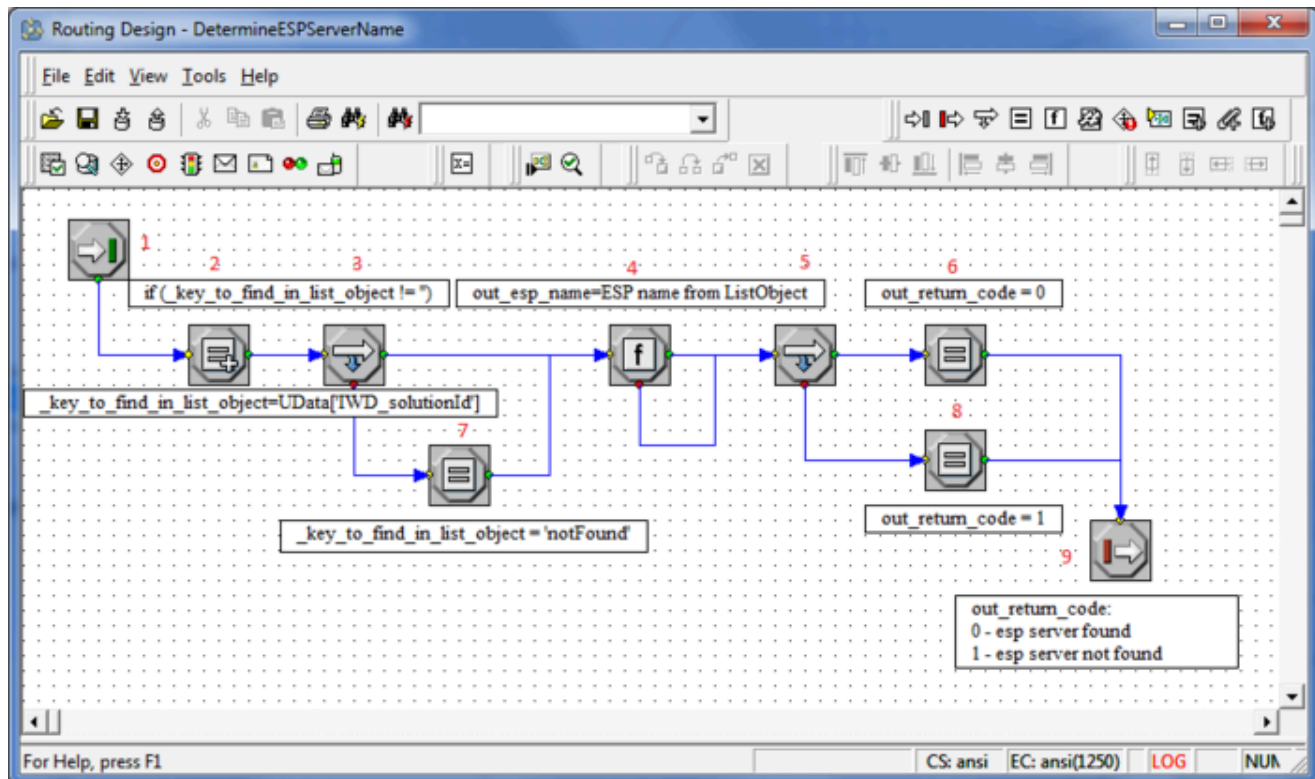 Routing Design - DetermineESPServerName
File Edit View Tools Help
1
2 3 4 5 6
if (_key_to_find_in_list_object != '') out_esp_name=ESP name from ListObject out_return_code = 0
f
_key_to_find_in_list_object=UData['IWD_solutionId']
7 8
_key_to_find_in_list_object = 'notFound' out_return_code = 1
9
out_return_code:
0 - esp server found
1 - esp server not found
For Help, press F1 CS: ansi EC: ansi(1250) LOG NUM